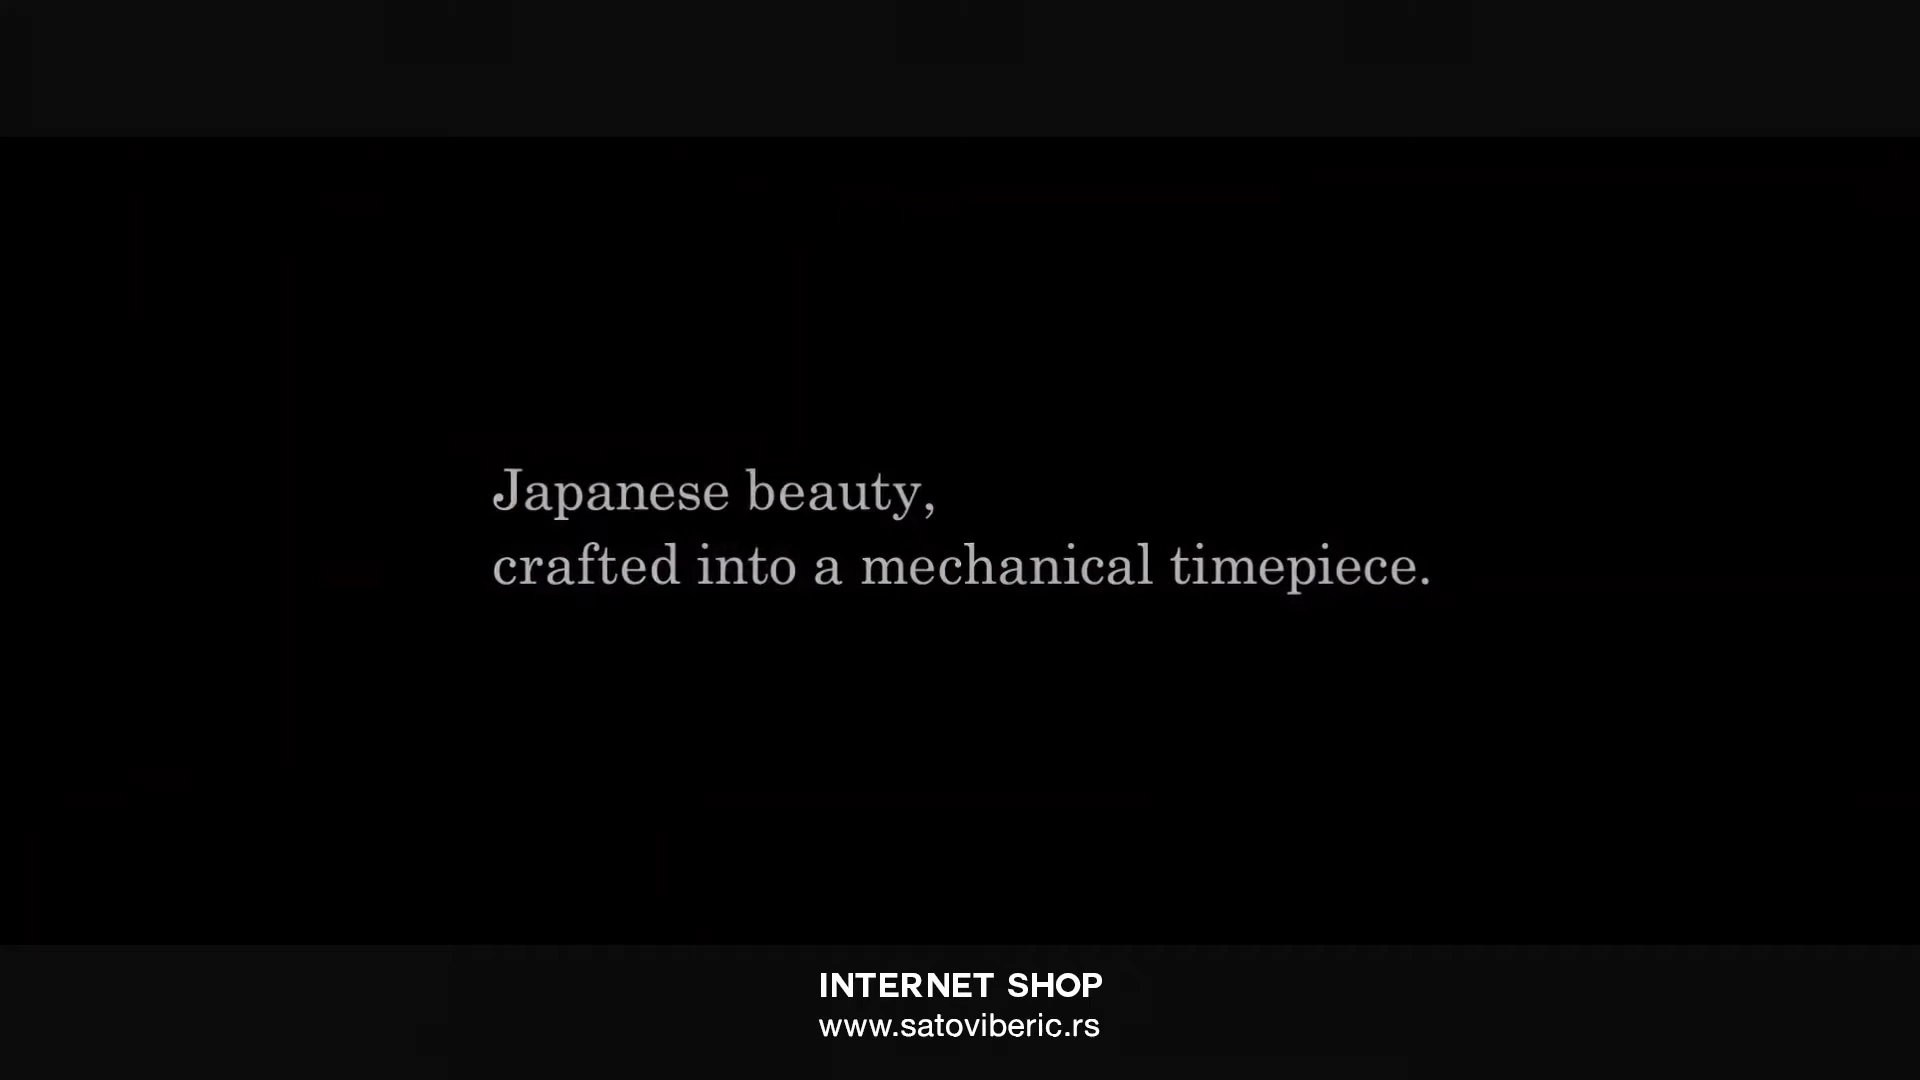 Japanese beauty,
crafted into a mechanical timepiece.
INTERNET SHOP
www.satoviberic.rs